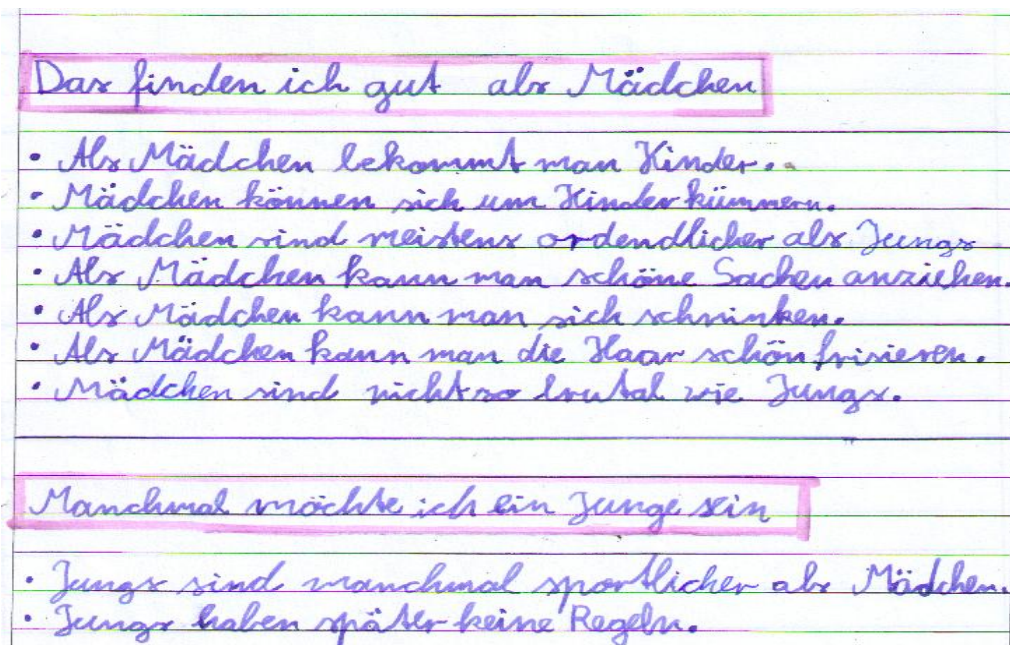 Das finden ich gut als Mädchen
• Als Mädchen bekommt man Kinder.
• Mädchen können sich um Kinder kümmern.
• Mädchen sind meistens ordendlicher als Jungs
• Als Mädchen kann man schöne Sachen anziehen.
• Als Mädchen kann man sich schminken.
• Als Mädchen kann man die Haar schön frisieren.
• Mädchen sind nicht so brutal wie Jungs.
Manchmal möchte ich ein Junge sein
• Jungs sind manchmal sportlicher als Mädchen.
• Jungs haben später keine Regeln.